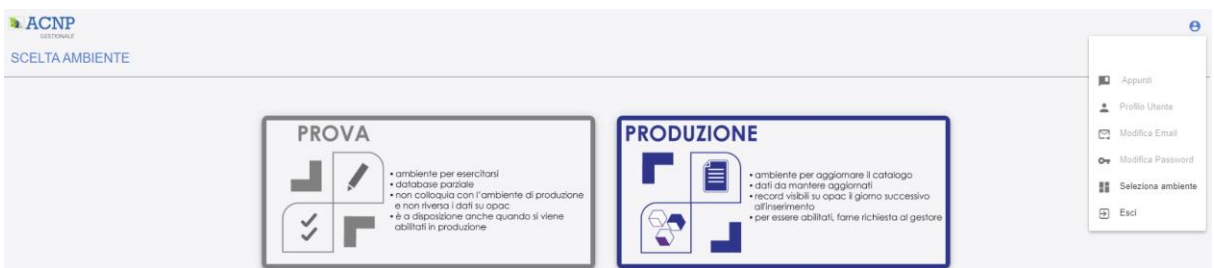 ACNP
GESTIONALE
SCELTA AMBIENTE
PROVA
• ambiente per esercitarsi
• database parziale
• non colloquia con l'ambiente di produzione
e non riversa i dati su opac
• è a disposizione anche quando si viene
abilitati in produzione
PRODUZIONE
• ambiente per aggiornare il catalogo
• dati da mantere aggiornati
• record visibili su opac il giorno successivo
all'inserimento
• per essere abilitati, farne richiesta al gestore
Appunti
Profilo Utente
Modifica Email
Modifica Password
Seleziona ambiente
Esci